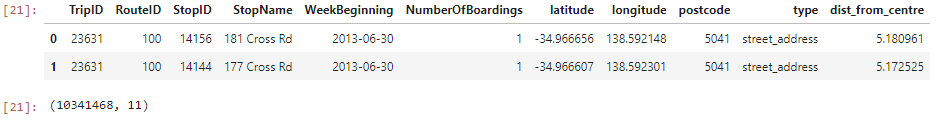 [21]: TripID RouteID StopID StopName WeekBeginning NumberOfBoardings latitude longitude postcode type dist_from_centre
0 23631 100 14156 181 Cross Rd 2013-06-30 1 -34.966656 138.592148 5041 street_address 5.180961
1 23631 100 14144 177 Cross Rd 2013-06-30 1 -34.966607 138.592301 5041 street_address 5.172525
[21]: (10341468, 11)